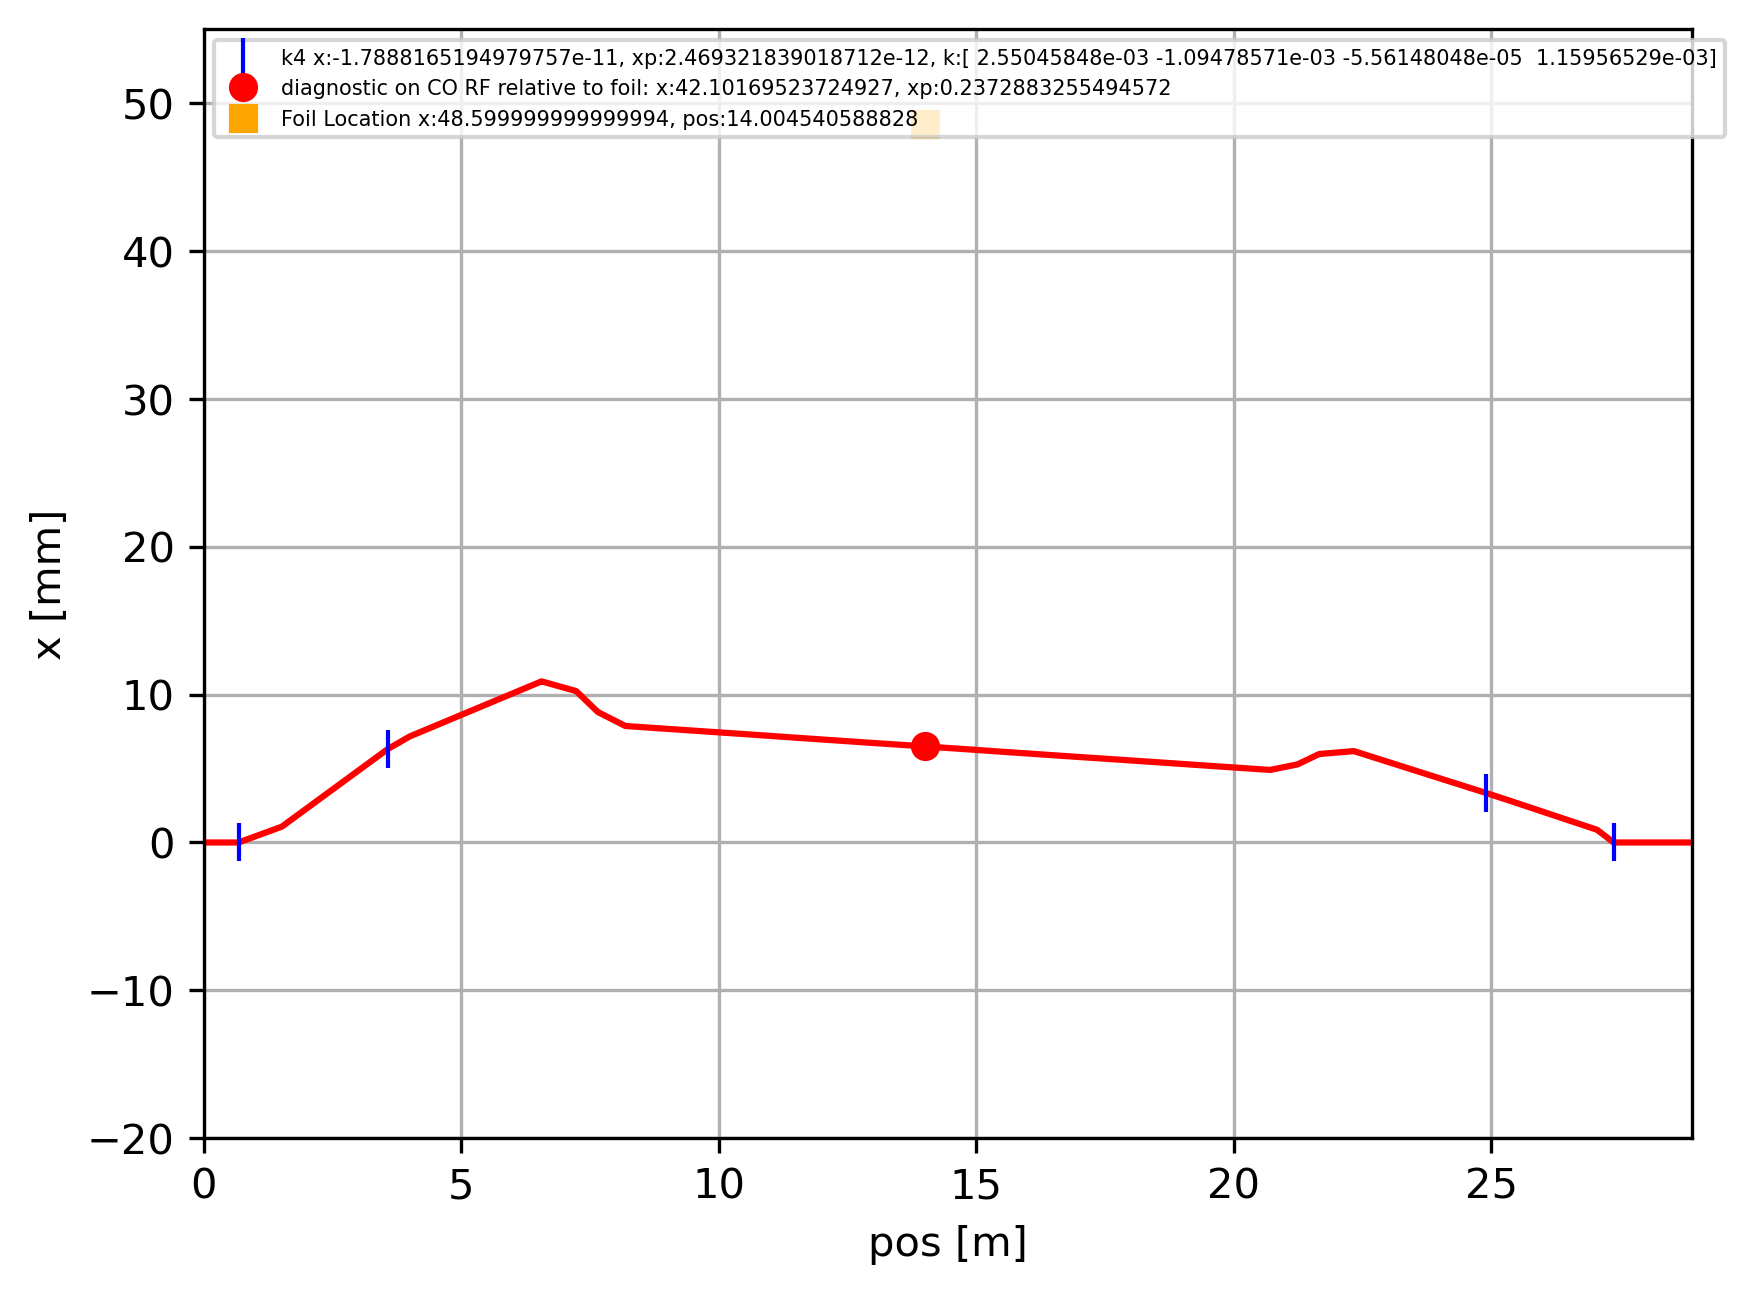 k4 x:-1.7888165194979757e-11, xp:2.469321839018712e-12, k:[ 2.55045848e-03 -1.09478571e-03 -5.56148048e-05  1.15956529e-03]
diagnostic on CO RF relative to foil: x:42.10169523724927, xp:0.2372883255494572
Foil Location x:48.599999999999994, pos:14.004540588828
50
40
30
20
10
0
−10
−20
x [mm]
0 5 10 15 20 25
pos [m]